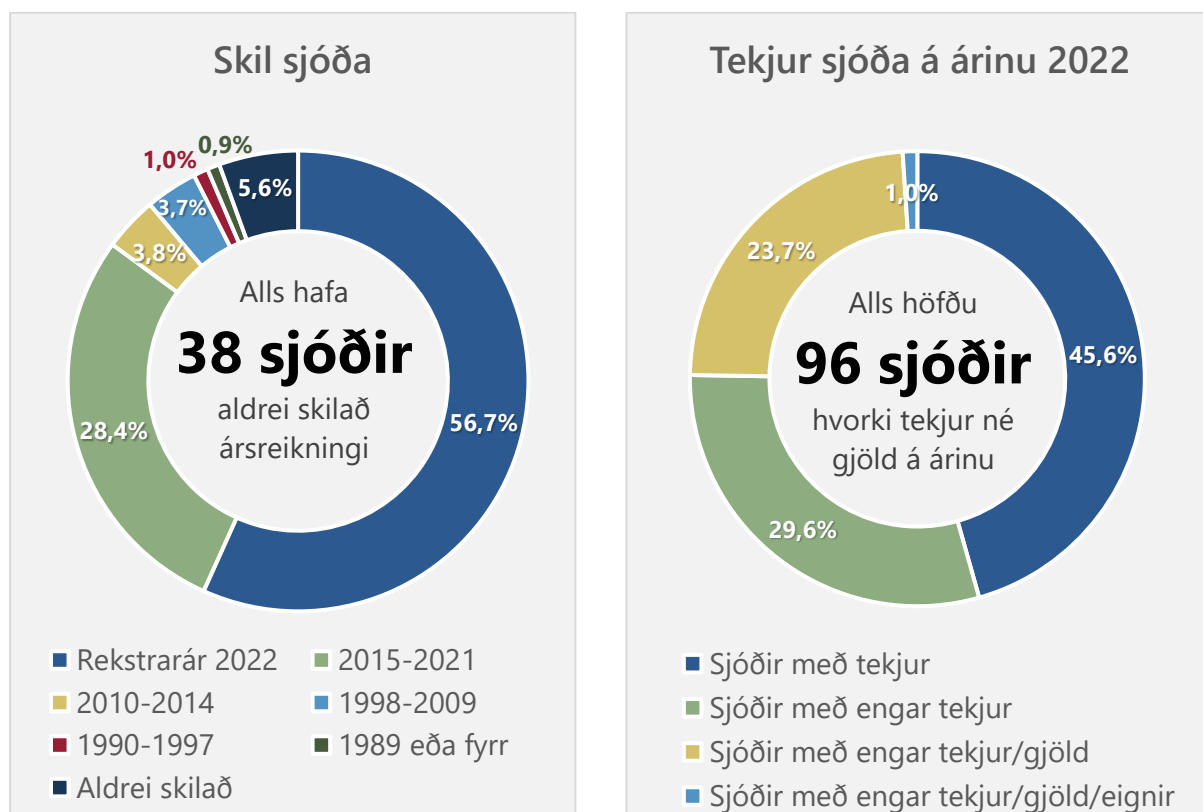 Skil sjóða
0,9%
1,0%
5,6%
3,7%
3,8%
28,4%
56,7%
Alls hafa
38 sjóðir
aldrei skilað
ársreikningi
Rekstrarár 2022
2015-2021
2010-2014
1998-2009
1990-1997
1989 eða fyrr
Aldrei skilað
Tekjur sjóða á árinu 2022
1,0%
23,7%
45,6%
29,6%
Alls höfðu
96 sjóðir
hvorki tekjur né
gjöld á árinu
Sjóðir með tekjur
Sjóðir með engar tekjur
Sjóðir með engar tekjur/gjöld
Sjóðir með engar tekjur/gjöld/eignir